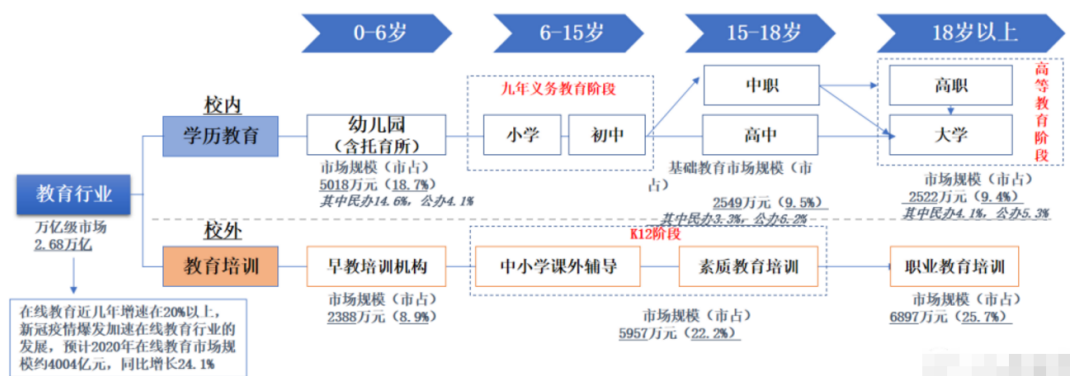 0-6岁
6-15岁
15-18岁
18岁以上
校内
学历教育
幼儿园
（含托育所）
九年义务教育阶段
小学
初中
中职
高中
高职
大学
高等教育阶段
市场规模（市占）
5018万元（18.7%）
其中民办14.6%，公办4.1%
基础教育市场规模（市
占）
2549万元（9.5%）
其中民办3.3%，公办6.2%
市场规模（市占）
2522万元（9.4%）
其中民办4.1%，公办5.3%
教育行业
万亿级市场
2.68万亿
校外
教育培训
早教培训机构
K12阶段
中小学课外辅导
素质教育培训
职业教育培训
市场规模（市占）
2388万元（8.9%）
市场规模（市占）
5957万元（22.2%）
市场规模（市占）
6897万元（25.7%）
在线教育近几年增速在20%以上，
新冠疫情爆发加速在线教育行业的
发展，预计2020年在线教育市场规
模约4004亿元，同比增长24.1%